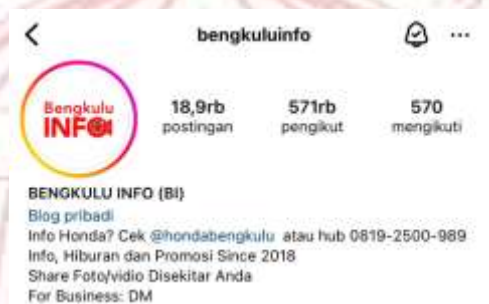 bengkuluinfo
Bengkulu
INFO
18,9rb 571rb 570
postingan pengikut mengikuti
BENGKULU INFO (BI)
Blog pribadi
Info Honda? Cek @hondabengkulu atau hub 0819-2500-989
Info, Hiburan dan Promosi Since 2018
Share Foto/vidio Disekitar Anda
For Business: DM